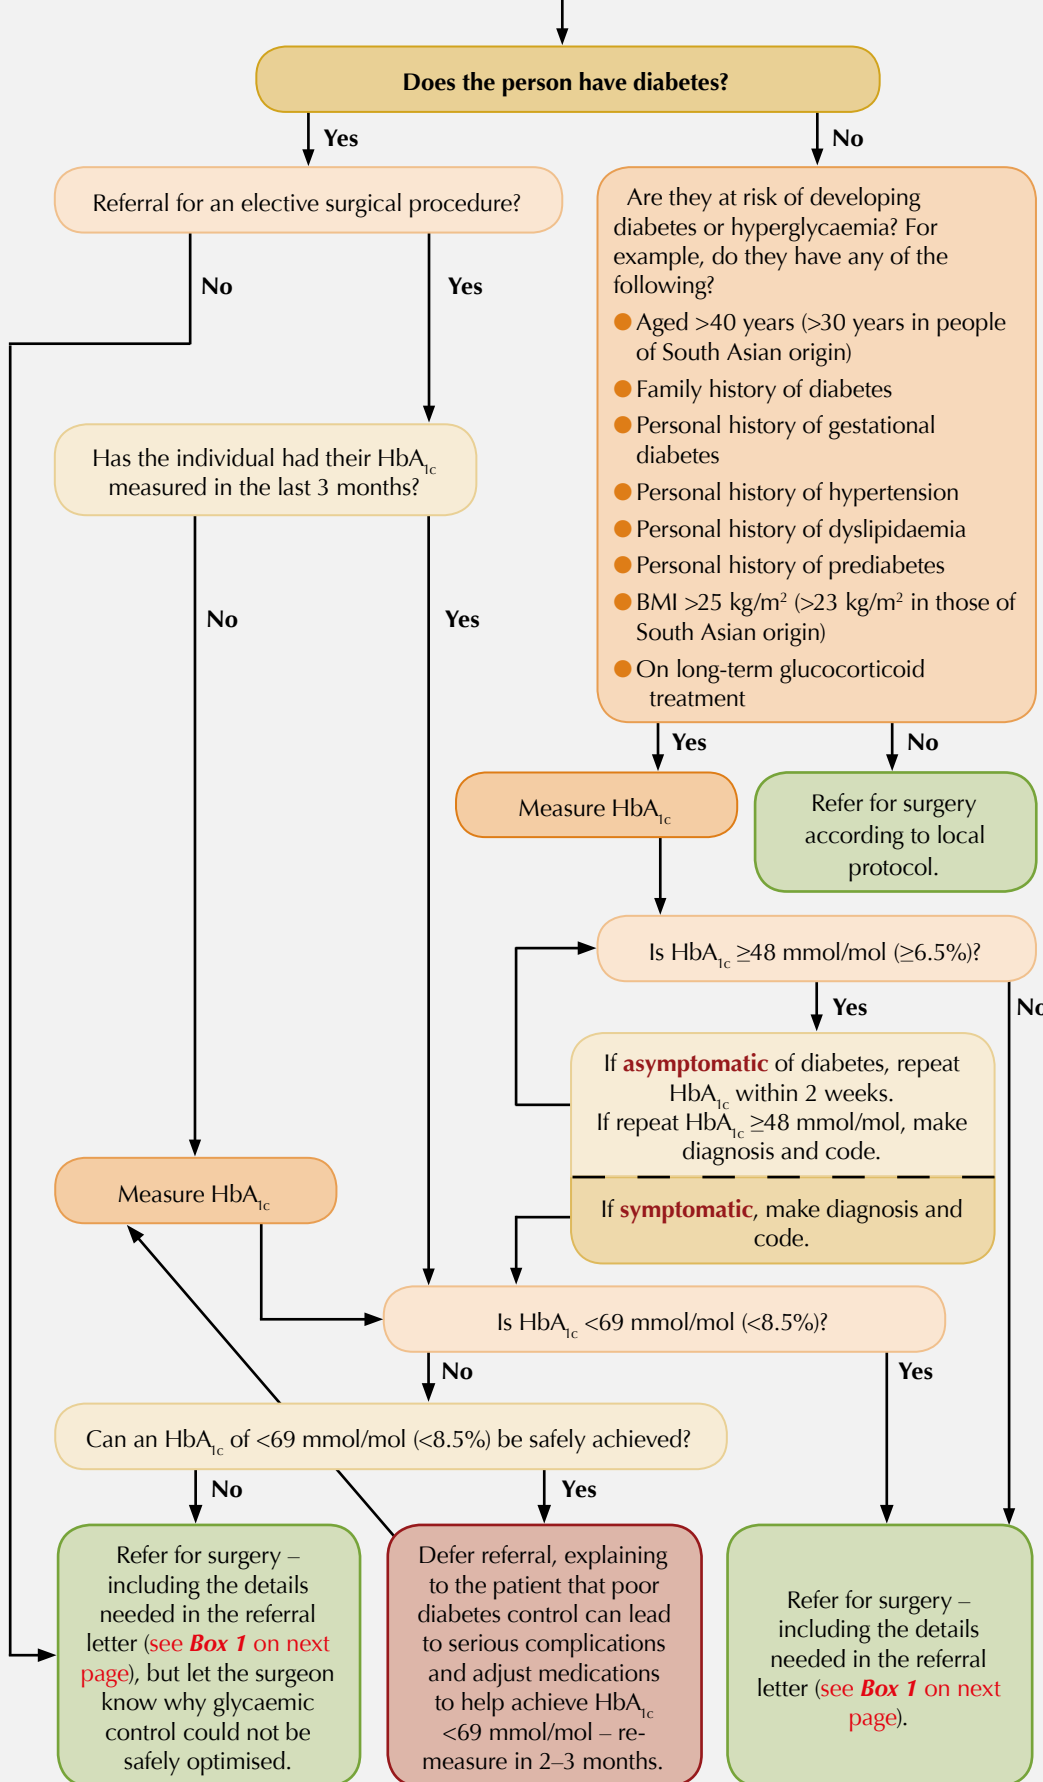 Does the person have diabetes?
Yes
No
Referral for an elective surgical procedure?
No
Yes
Are they at risk of developing
diabetes or hyperglycaemia? For
example, do they have any of the
following?
● Aged >40 years (>30 years in people
of South Asian origin)
● Family history of diabetes
● Personal history of gestational
diabetes
● Personal history of hypertension
● Personal history of dyslipidaemia
● Personal history of prediabetes
● BMI >25 kg/m² (>23 kg/m² in those of
South Asian origin)
● On long-term glucocorticoid
treatment
Has the individual had their HbA1c
measured in the last 3 months?
No
Yes
Yes
No
Measure HbA1c
Refer for surgery
according to local
protocol.
Is HbA1c ≥48 mmol/mol (≥6.5%)?
Yes
No
If asymptomatic of diabetes, repeat
HbA1c within 2 weeks.
If repeat HbA1c ≥48 mmol/mol, make
diagnosis and code.
If symptomatic, make diagnosis and
code.
Measure HbA1c
Is HbA1c <69 mmol/mol (<8.5%)?
No
Yes
Can an HbA1c of <69 mmol/mol (<8.5%) be safely achieved?
No
Yes
Refer for surgery –
including the details
needed in the referral
letter (see Box 1 on next
page), but let the surgeon
know why glycaemic
control could not be
safely optimised.
Defer referral, explaining
to the patient that poor
diabetes control can lead
to serious complications
and adjust medications
to help achieve HbA1c
<69 mmol/mol – re-
measure in 2–3 months.
Refer for surgery –
including the details
needed in the referral
letter (see Box 1 on next
page).